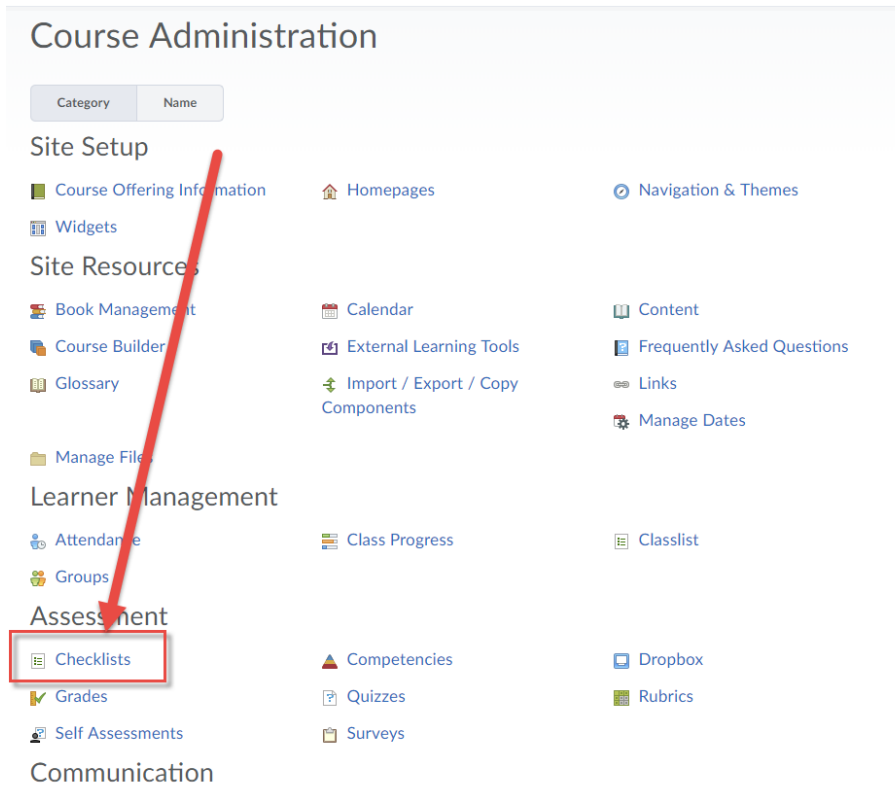 Course Administration
Category Name
Site Setup
Course Offering Information Homepages Navigation & Themes
Widgets
Site Resources
Book Management Calendar Content
Course Builder External Learning Tools Frequently Asked Questions
Glossary Import / Export / Copy Links
Components
Manage Dates
Manage Files
Learner Management
Attendance Class Progress Classlist
Groups
Assessment
Checklists Competencies Dropbox
Grades Quizzes Rubrics
Self Assessments Surveys
Communication